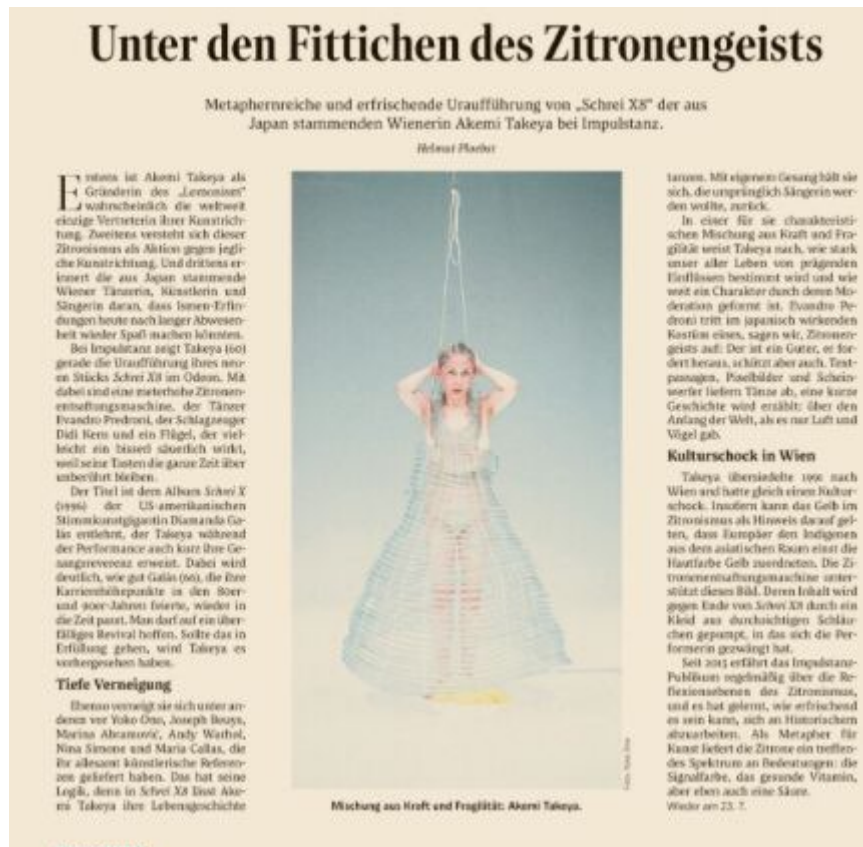 Unter den Fittichen des Zitronengeists
Metaphernreiche und erfrischende Uraufführung von „Schrei X8“ der aus
Japan stammenden Wienerin Akemi Takeya bei Impulstanz.
Helmut Ploebst
Erstens ist Akemi Takeya als
Gründerin des „Lemonism“
wahrscheinlich die weltweit
einzige Vertreterin ihrer Kunstrich-
tung. Zweitens versteht sich dieser
Zitronismus als Aktion gegen jegli-
che Kunstrichtung. Und drittens er-
innert die aus Japan stammende
Wiener Tänzerin, Künstlerin und
Sängerin daran, dass Ismen-Erfin-
dungen heute nach langer Abwesen-
heit wieder Spaß machen könnten.
Bei Impulstanz zeigt Takeya (60)
gerade die Uraufführung ihres neu-
en Stücks Schrei X8 im Odeon. Mit
dabei sind eine meterhohe Zitronen-
entsaftungsmaschine, der Tänzer
Evandro Predroni, der Schlagzeuger
Didi Kern und ein Flügel, der viel-
leicht ein bisserl säuerlich wirkt,
weil seine Tasten die ganze Zeit über
unberührt bleiben.
Der Titel ist dem Album Schrei X
(1996) der US-amerikanischen
Stimmkunstgigantin Diamanda Ga-
lás entlehnt, der Takeya während
der Performance auch kurz ihre Ge-
sangsreverenz erweist. Dabei wird
deutlich, wie gut Galás (66), die ihre
Karrierehöhepunkte in den 80er-
und 90er-Jahren feierte, wieder in
die Zeit passt. Man darf auf ein über-
fälliges Revival hoffen. Sollte das in
Erfüllung gehen, wird Takeya es
vorhergesehen haben.
Tiefe Verneigung
Ebenso verneigt sie sich unter an-
deren vor Yoko Ono, Joseph Beuys,
Marina Abramović, Andy Warhol,
Nina Simone und Maria Callas, die
ihr allesamt künstlerische Referen-
zen geliefert haben. Das hat seine
Logik, denn in Schrei X8 lässt Ake-
mi Takeya ihre Lebensgeschichte
Mischung aus Kraft und Fragilität: Akemi Takeya.
tanzen. Mit eigenem Gesang hält sie
sich, die ursprünglich Sängerin wer-
den wollte, zurück.
In einer für sie charakteristi-
schen Mischung aus Kraft und Fra-
gilität weist Takeya nach, wie stark
unser aller Leben von prägenden
Einflüssen bestimmt wird und wie
weit ein Charakter durch deren Mo-
deration geformt ist. Evandro Pe-
droni tritt im japanisch wirkenden
Kostüm eines, sagen wir, Zitronen-
geists auf: Der ist ein Guter, er for-
dert heraus, schützt aber auch. Text-
passagen, Pixelbilder und Schein-
werfer liefern Tänze ab, eine kurze
Geschichte wird erzählt: über den
Anfang der Welt, als es nur Luft und
Vögel gab.
Kulturschock in Wien
Takeya übersiedelte 1991 nach
Wien und hatte gleich einen Kultur-
schock. Insofern kann das Gelb im
Zitronismus als Hinweis darauf gel-
ten, dass Europäer den Indigenen
aus dem asiatischen Raum einst die
Hautfarbe Gelb zuordneten. Die Zi-
tronenentsaftungsmaschine unter-
stützt dieses Bild. Deren Inhalt wird
gegen Ende von Schrei X8 durch ein
Kleid aus durchsichtigen Schläu-
chen gepumpt, in das sich die Per-
formerin gezwängt hat.
Seit 2015 erfährt das Impulstanz-
Publikum regelmäßig über die Re-
flexionsebenen des Zitronismus,
und es hat gelernt, wie erfrischend
es sein kann, sich an Historischem
abzuarbeiten. Als Metapher für
Kunst liefert die Zitrone ein treffen-
des Spektrum an Bedeutungen: die
Signalfarbe, das gesunde Vitamin,
aber eben auch eine Säure.
Wieder am 23. 7.